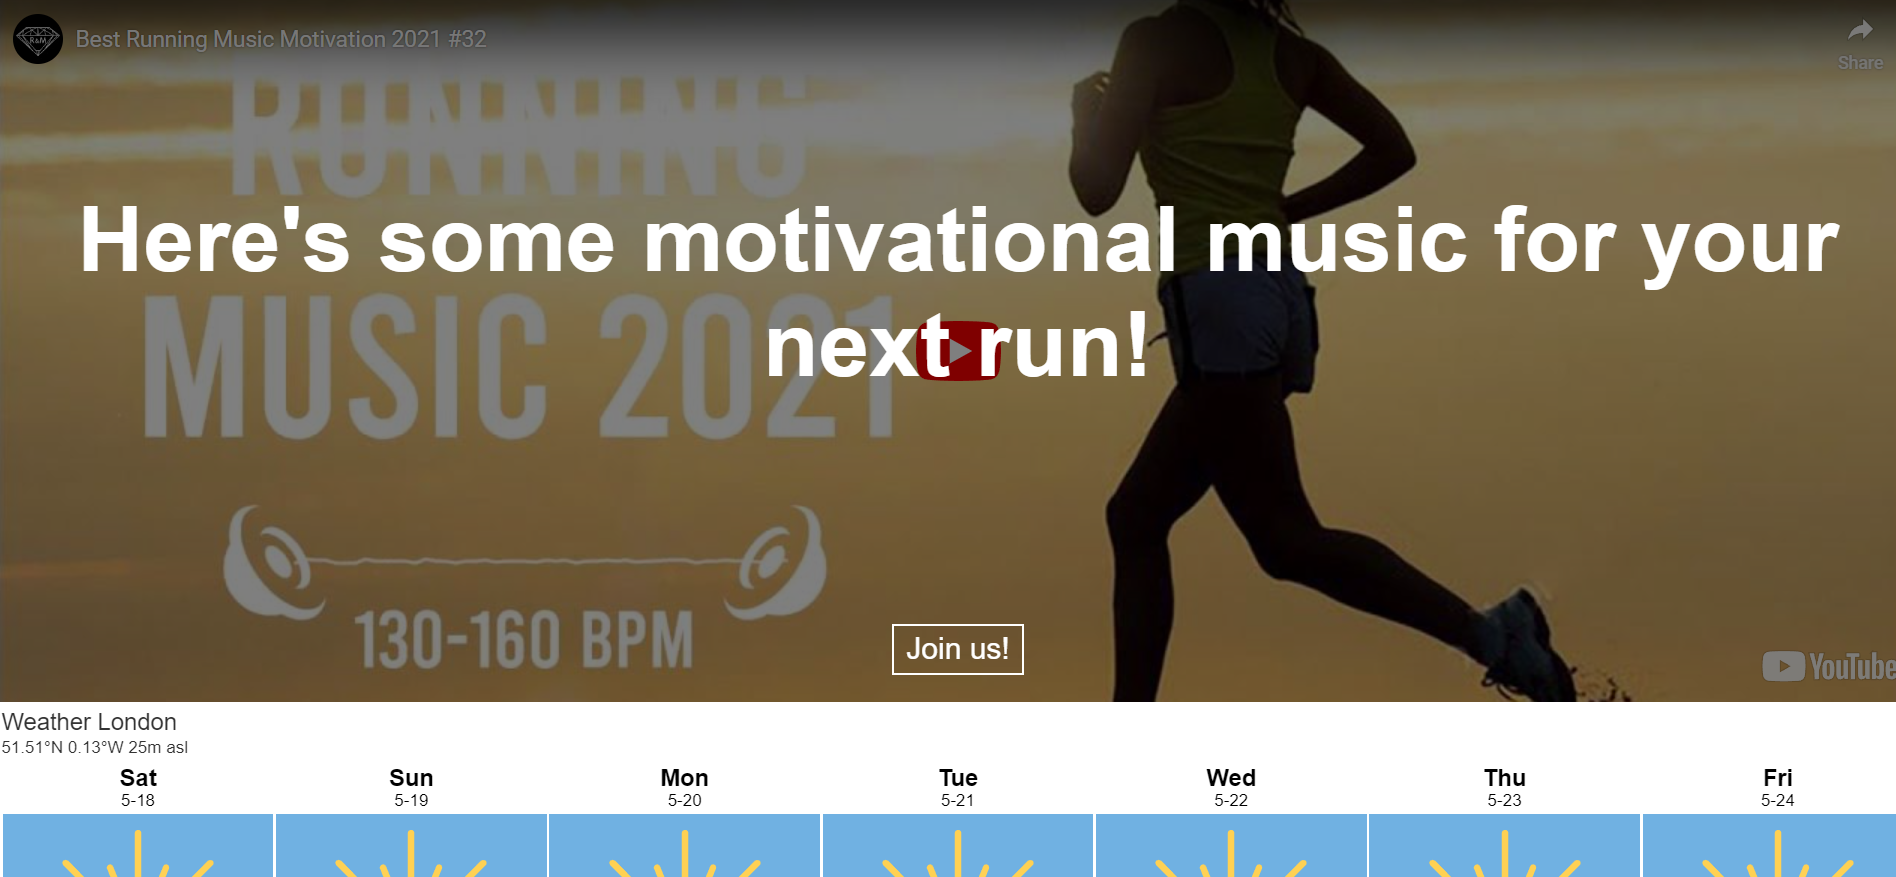 R&M
Best Running Music Motivation 2021 #32
Share
RUNNING
Here's some motivational music for your
next run!
MUSIC 2021
130-160 BPM
Join us!
YouTube
Weather London
51.51°N 0.13°W 25m asl
Sat Sun Mon Tue Wed Thu Fri
5-18 5-19 5-20 5-21 5-22 5-23 5-24